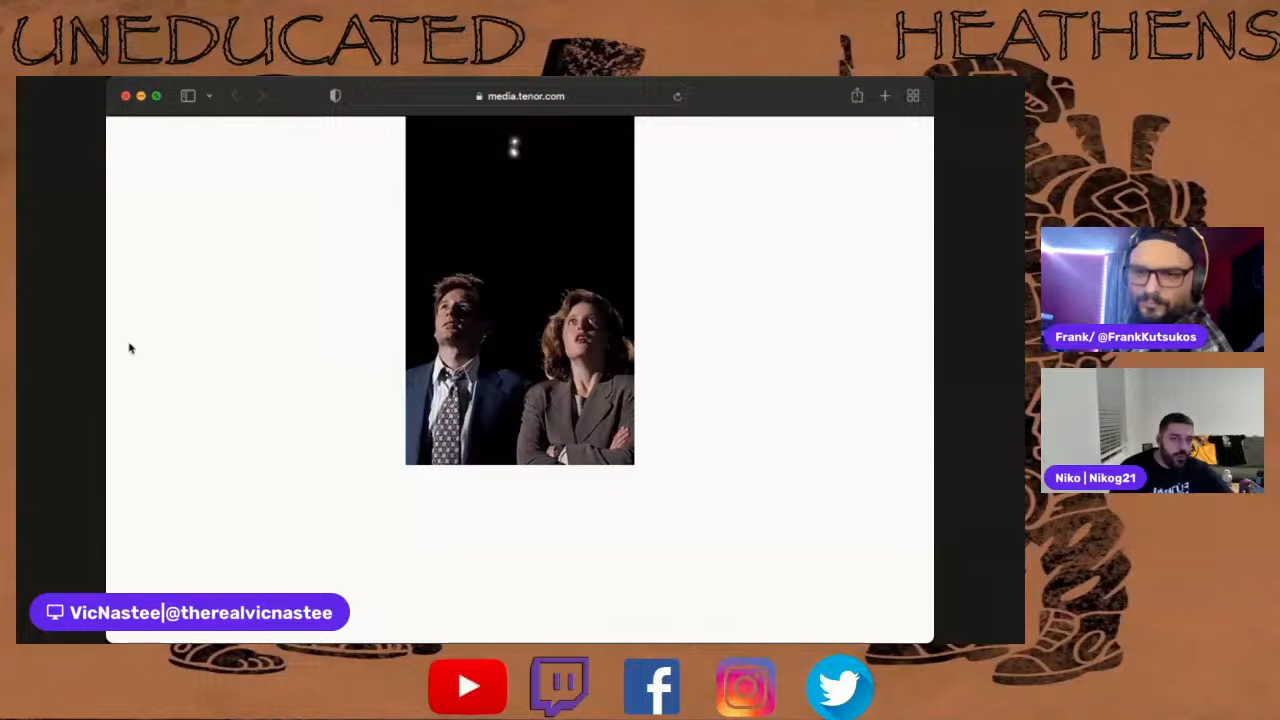 UNEDUCATED HEATHENS
media.tenor.com
Frank/ @FrankKutsukos
Niko | Nikog21
VicNastee|@therealvicnastee